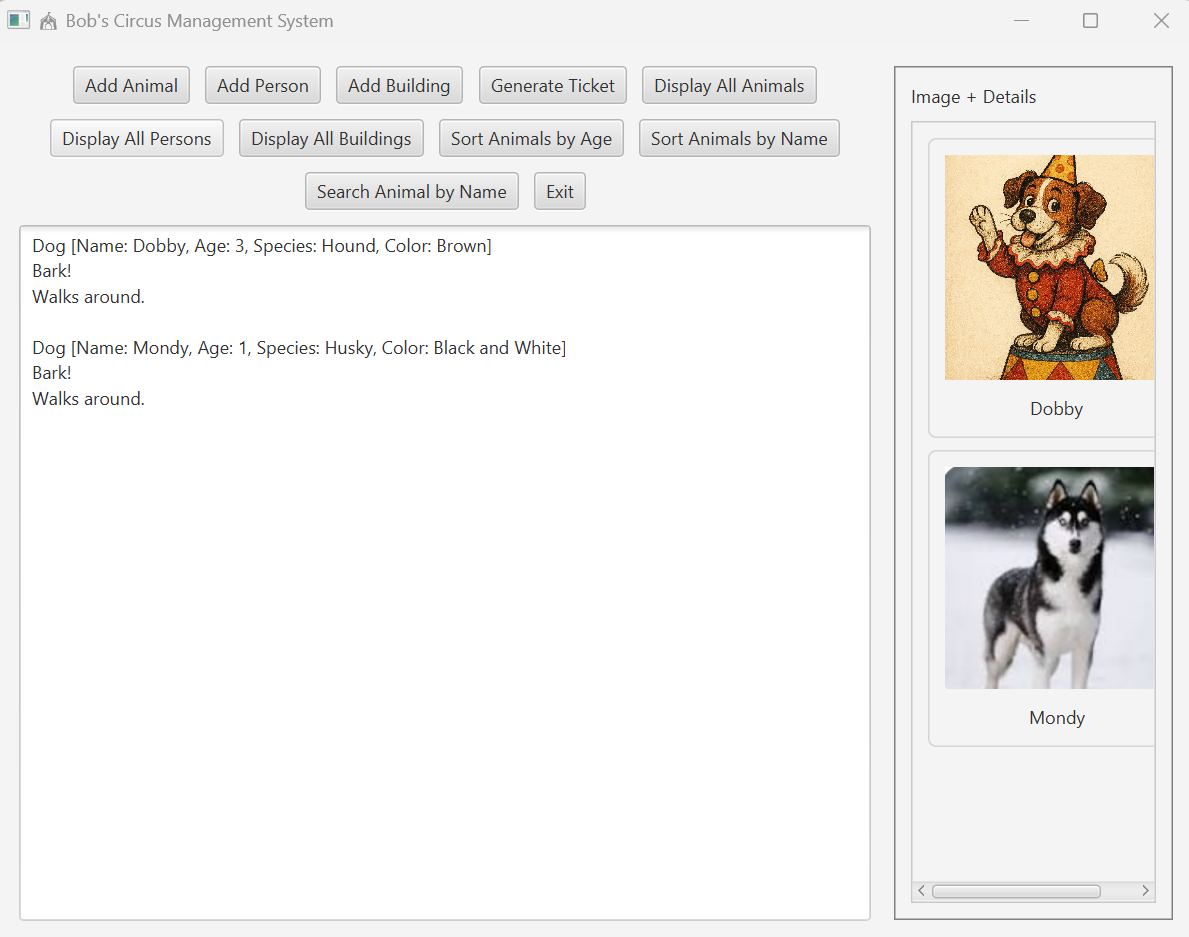 Bob's Circus Management System
Add Animal Add Person Add Building Generate Ticket Display All Animals
Display All Persons Display All Buildings Sort Animals by Age Sort Animals by Name
Search Animal by Name Exit
Dog [Name: Dobby, Age: 3, Species: Hound, Color: Brown]
Bark!
Walks around.
Dog [Name: Mondy, Age: 1, Species: Husky, Color: Black and White]
Bark!
Walks around.
Image + Details
Dobby
Mondy